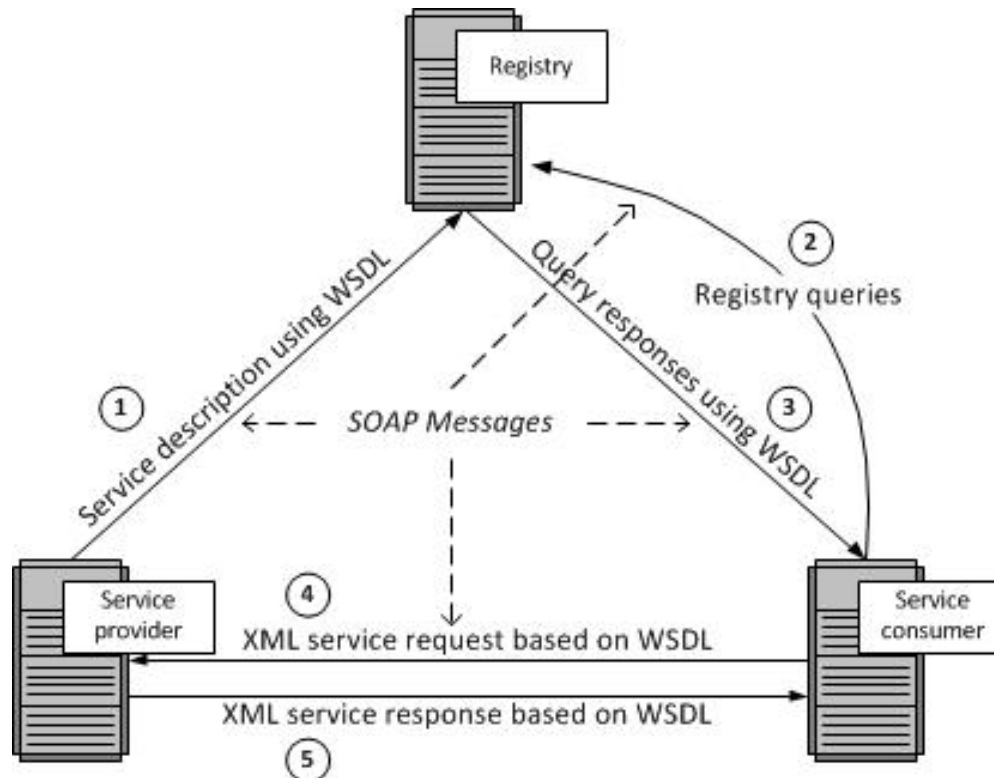 Registry
2
Registry queries
Service description using WSDL
Query responses using WSDL
1
3
SOAP Messages
Service
provider
Service
consumer
4
XML service request based on WSDL
XML service response based on WSDL
5